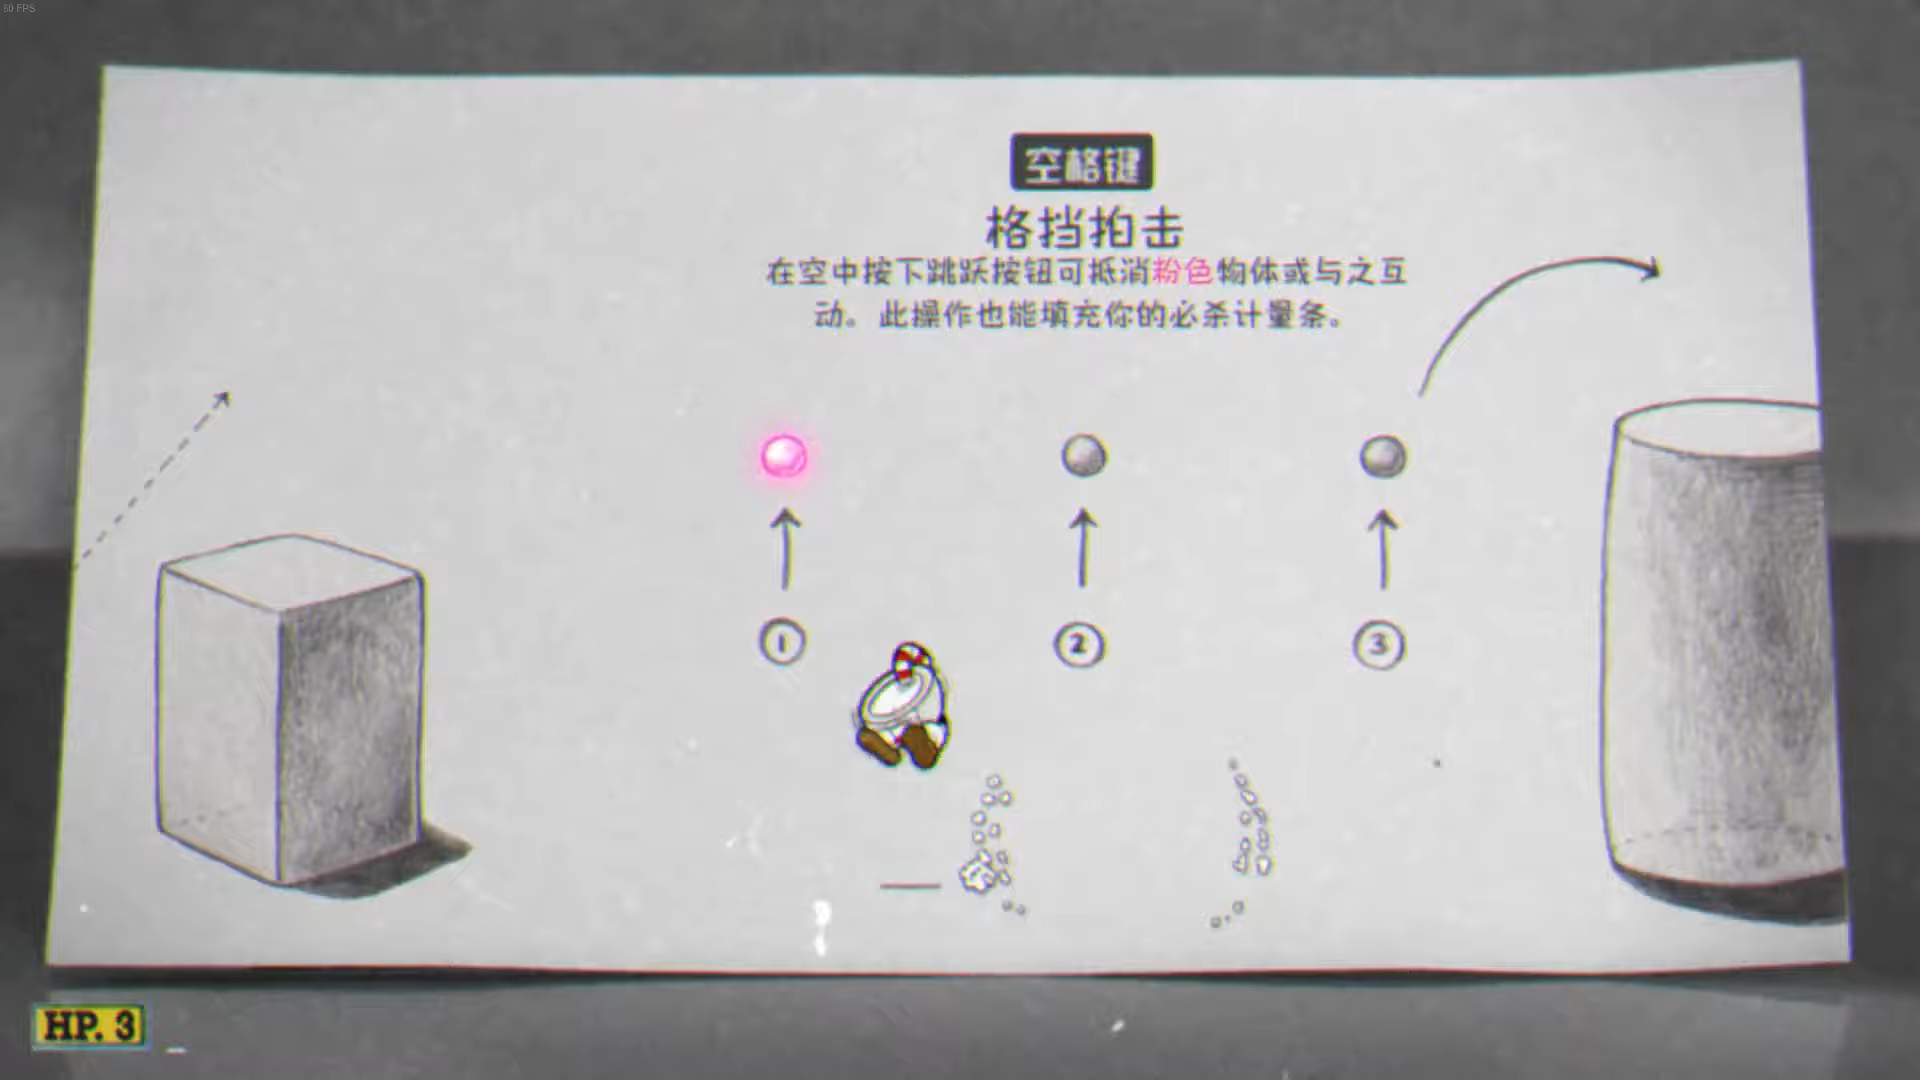 60 FPS
空格键
格挡拍击
在空中按下跳跃按钮可抵消粉色物体或与之互
动。此操作也能填充你的必杀计量条。
1 2 3
HP. 3